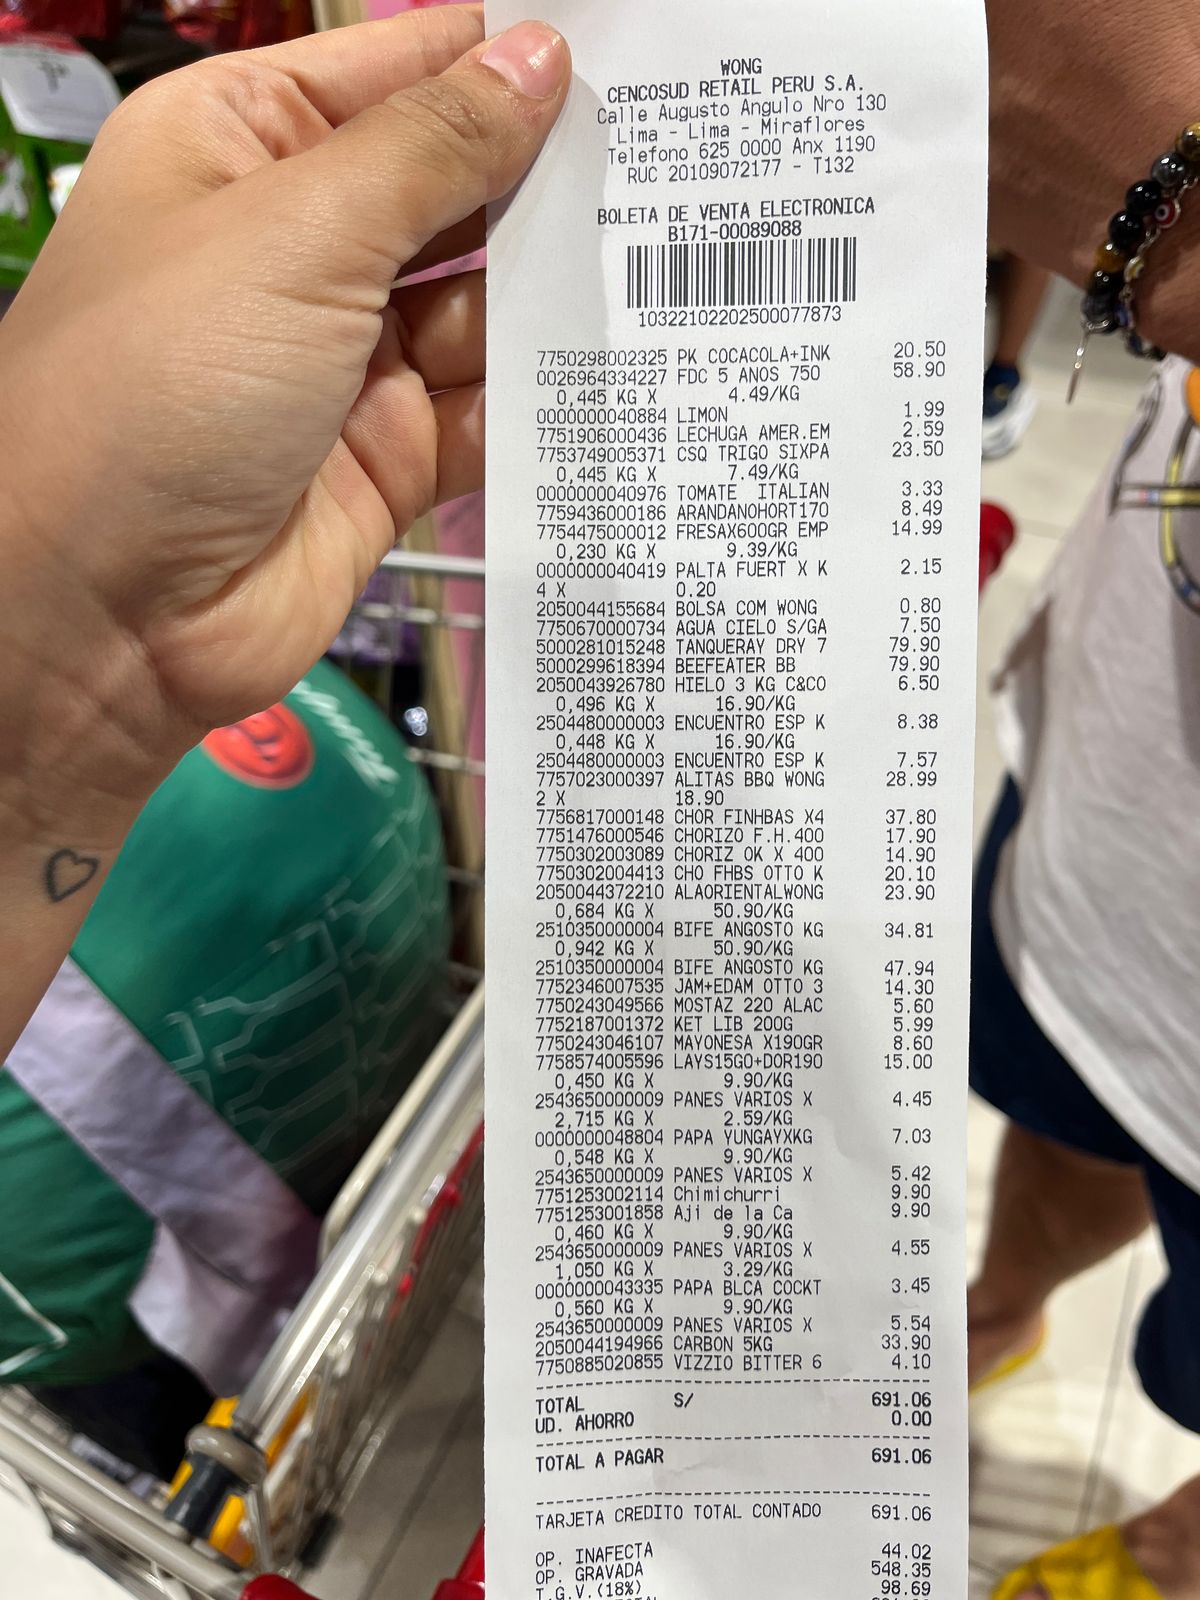 WONG
CENCOSUD RETAIL PERU S.A.
Calle Augusto Angulo Nro 130
Lima - Lima - Miraflores
Telefono 625 0000 Anx 1190
RUC 20109072177 - T132
BOLETA DE VENTA ELECTRONICA
B171-00089088
10322102202500077873
7750298002325 PK COCACOLA+INK 20.50
0026964334227 FDC 5 ANOS 750 58.90
0,445 KG X 4.49/KG
0000000040884 LIMON 1.99
7751906000436 LECHUGA AMER.EM 2.59
7753749005371 CSQ TRIGO SIXPA 23.50
0,445 KG X 7.49/KG
0000000040976 TOMATE ITALIAN 3.33
7759436000186 ARANDANOHORT170 8.49
7754475000012 FRESAX600GR EMP 14.99
0,230 KG X 9.39/KG
0000000040419 PALTA FUERT X K 2.15
4 X 0.20
2050044155684 BOLSA COM WONG 0.80
7750670000734 AGUA CIELO S/GA 7.50
5000281015248 TANQUERAY DRY 7 79.90
5000299618394 BEEFEATER BB 79.90
2050043926780 HIELO 3 KG C&CO 6.50
0,496 KG X 16.90/KG
2504480000003 ENCUENTRO ESP K 8.38
0,448 KG X 16.90/KG
2504480000003 ENCUENTRO ESP K 7.57
7757023000397 ALITAS BBQ WONG 28.99
2 X 18.90
7756817000148 CHOR FINHBAS X4 37.80
7751476000546 CHORIZO F.H.400 17.90
7750302003089 CHORIZ OK X 400 14.90
7750302004413 CHO FHBS OTTO K 20.10
2050044372210 ALAORIENTALWONG 23.90
0,684 KG X 50.90/KG
2510350000004 BIFE ANGOSTO KG 34.81
0,942 KG X 50.90/KG
2510350000004 BIFE ANGOSTO KG 47.94
7752346007535 JAM+EDAM OTTO 3 14.30
7750243049566 MOSTAZ 220 ALAC 5.60
7752187001372 KET LIB 200G 5.99
7750243046107 MAYONESA X190GR 8.60
7758574005596 LAYS15GO+DOR190 15.00
0,450 KG X 9.90/KG
2543650000009 PANES VARIOS X 4.45
2,715 KG X 2.59/KG
0000000048804 PAPA YUNGAYXKG 7.03
0,548 KG X 9.90/KG
2543650000009 PANES VARIOS X 5.42
7751253002114 Chimichurri 9.90
7751253001858 Aji de la Ca 9.90
0,460 KG X 9.90/KG
2543650000009 PANES VARIOS X 4.55
1,050 KG X 3.29/KG
0000000043335 PAPA BLCA COCKT 3.45
0,560 KG X 9.90/KG
2543650000009 PANES VARIOS X 5.54
2050044194966 CARBON 5KG 33.90
7750885020855 VIZZIO BITTER 6 4.10
TOTAL S/ 691.06
UD. AHORRO 0.00
TOTAL A PAGAR 691.06
TARJETA CREDITO TOTAL CONTADO 691.06
OP. INAFECTA 44.02
OP. GRAVADA 548.35
I.G.V.(18%) 98.69